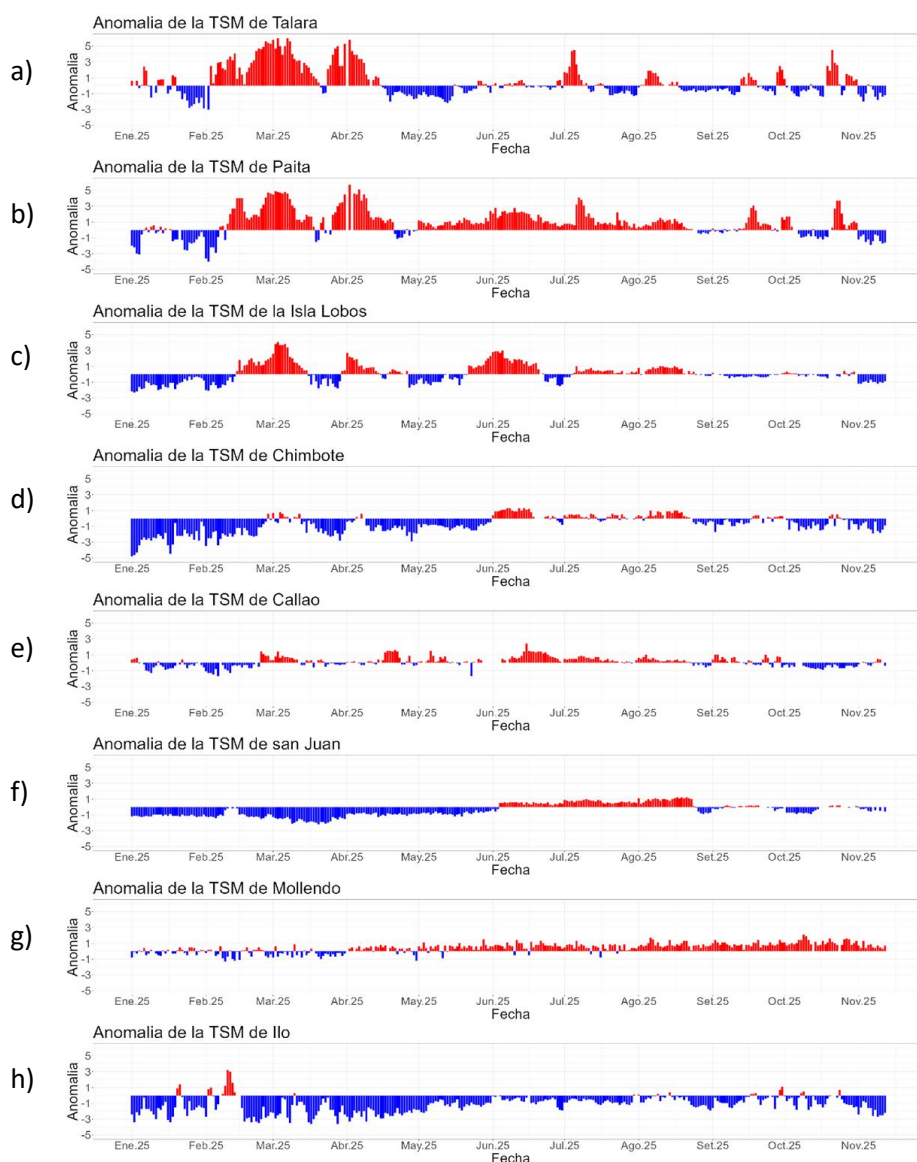 a)
Anomalia de la TSM de Talara
Anomalia
5
3
1
-1
-3
-5
Ene.25 Feb.25 Mar.25 Abr.25 May.25 Jun.25 Jul.25 Ago.25 Set.25 Oct.25 Nov.25
Fecha
b)
Anomalia de la TSM de Paita
Anomalia
5
3
1
-1
-3
-5
Ene.25 Feb.25 Mar.25 Abr.25 May.25 Jun.25 Jul.25 Ago.25 Set.25 Oct.25 Nov.25
Fecha
c)
Anomalia de la TSM de la Isla Lobos
Anomalia
5
3
1
-1
-3
-5
Ene.25 Feb.25 Mar.25 Abr.25 May.25 Jun.25 Jul.25 Ago.25 Set.25 Oct.25 Nov.25
Fecha
d)
Anomalia de la TSM de Chimbote
Anomalia
5
3
1
-1
-3
-5
Ene.25 Feb.25 Mar.25 Abr.25 May.25 Jun.25 Jul.25 Ago.25 Set.25 Oct.25 Nov.25
Fecha
e)
Anomalia de la TSM de Callao
Anomalia
5
3
1
-1
-3
-5
Ene.25 Feb.25 Mar.25 Abr.25 May.25 Jun.25 Jul.25 Ago.25 Set.25 Oct.25 Nov.25
Fecha
f)
Anomalia de la TSM de san Juan
Anomalia
5
3
1
-1
-3
-5
Ene.25 Feb.25 Mar.25 Abr.25 May.25 Jun.25 Jul.25 Ago.25 Set.25 Oct.25 Nov.25
Fecha
g)
Anomalia de la TSM de Mollendo
Anomalia
5
3
1
-1
-3
-5
Ene.25 Feb.25 Mar.25 Abr.25 May.25 Jun.25 Jul.25 Ago.25 Set.25 Oct.25 Nov.25
Fecha
h)
Anomalia de la TSM de Ilo
Anomalia
5
3
1
-1
-3
-5
Ene.25 Feb.25 Mar.25 Abr.25 May.25 Jun.25 Jul.25 Ago.25 Set.25 Oct.25 Nov.25
Fecha